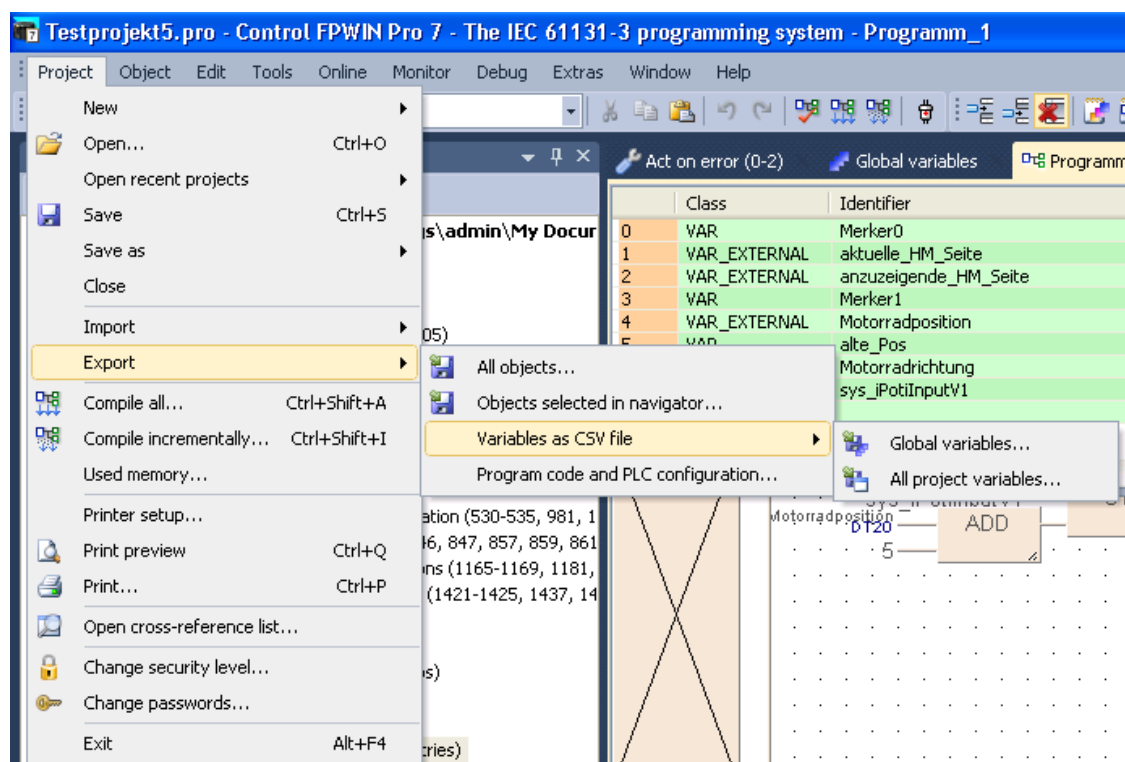 Testprojekt5.pro - Control FPWIN Pro 7 - The IEC 61131-3 programming system - Programm_1
Project Object Edit Tools Online Monitor Debug Extras Window Help
New
Open... Ctrl+O
Open recent projects
Save Ctrl+S
Save as
Close
Import
Export
Compile all... Ctrl+Shift+A
Compile incrementally... Ctrl+Shift+I
Used memory...
Printer setup...
Print preview Ctrl+Q
Print... Ctrl+P
Open cross-reference list...
Change security level...
Change passwords...
Exit Alt+F4
All objects...
Objects selected in navigator...
Variables as CSV file
Program code and PLC configuration...
Global variables...
All project variables...
s\admin\My Docur
05)
ation (530-535, 981, 1
46, 847, 857, 859, 861
ns (1165-1169, 1181,
(1421-1425, 1437, 14
s)
tries)
Act on error (0-2) Global variables Programm
Class Identifier
0 VAR Merker0
1 VAR_EXTERNAL aktuelle_HM_Seite
2 VAR_EXTERNAL anzuzeigende_HM_Seite
3 VAR Merker1
4 VAR_EXTERNAL Motorradposition
5 VAR alte_Pos
Motorradrichtung
sys_iPotiInputV1
sys_iPotiInputV1
Motorradposition
DT20
ADD
5